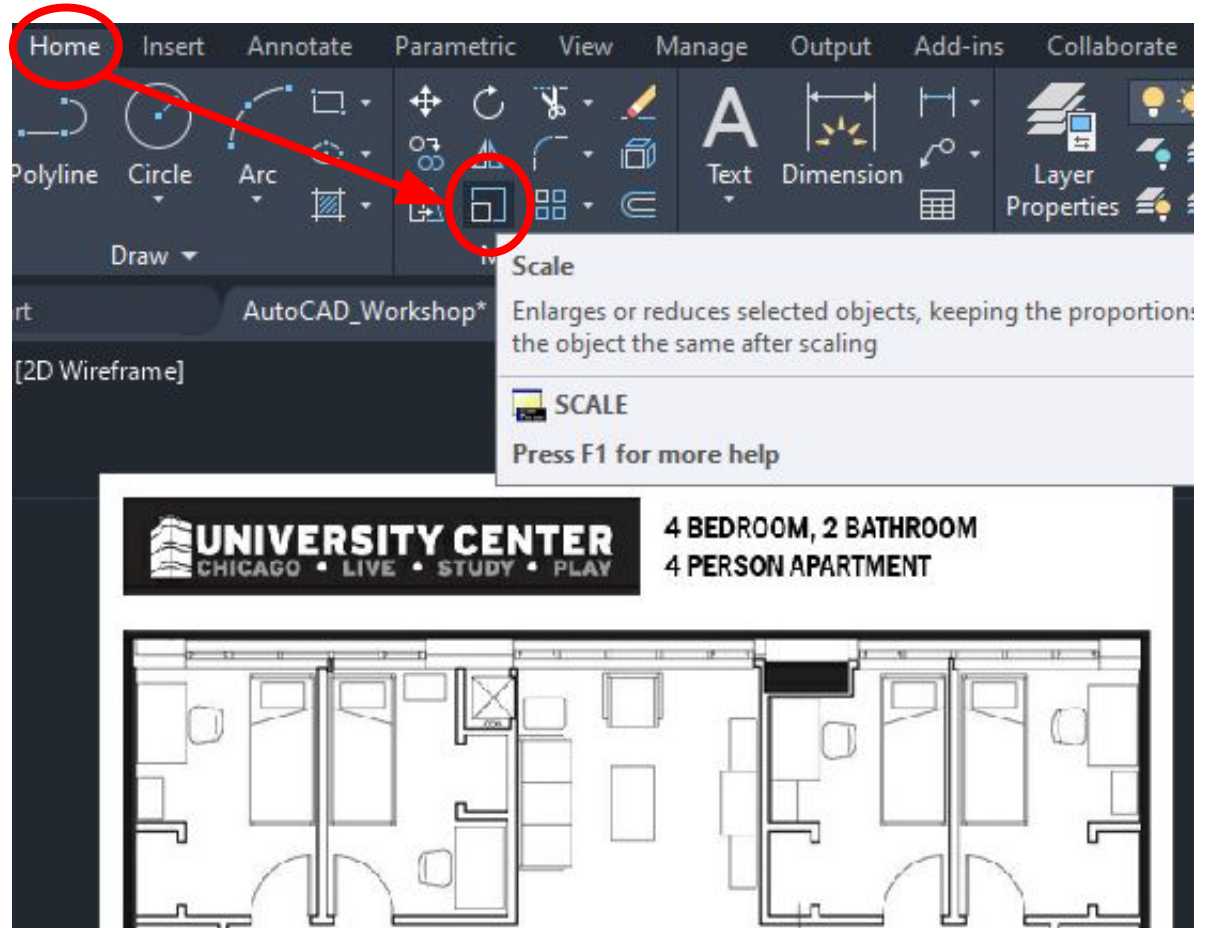 Home Insert Annotate Parametric View Manage Output Add-ins Collaborate
Polyline Circle Arc Text Dimension Layer
Properties
Draw
AutoCAD_Workshop*
[2D Wireframe]
Scale
Enlarges or reduces selected objects, keeping the proportions
the object the same after scaling
SCALE
Press F1 for more help
UNIVERSITY CENTER
CHICAGO • LIVE • STUDY • PLAY
4 BEDROOM, 2 BATHROOM
4 PERSON APARTMENT